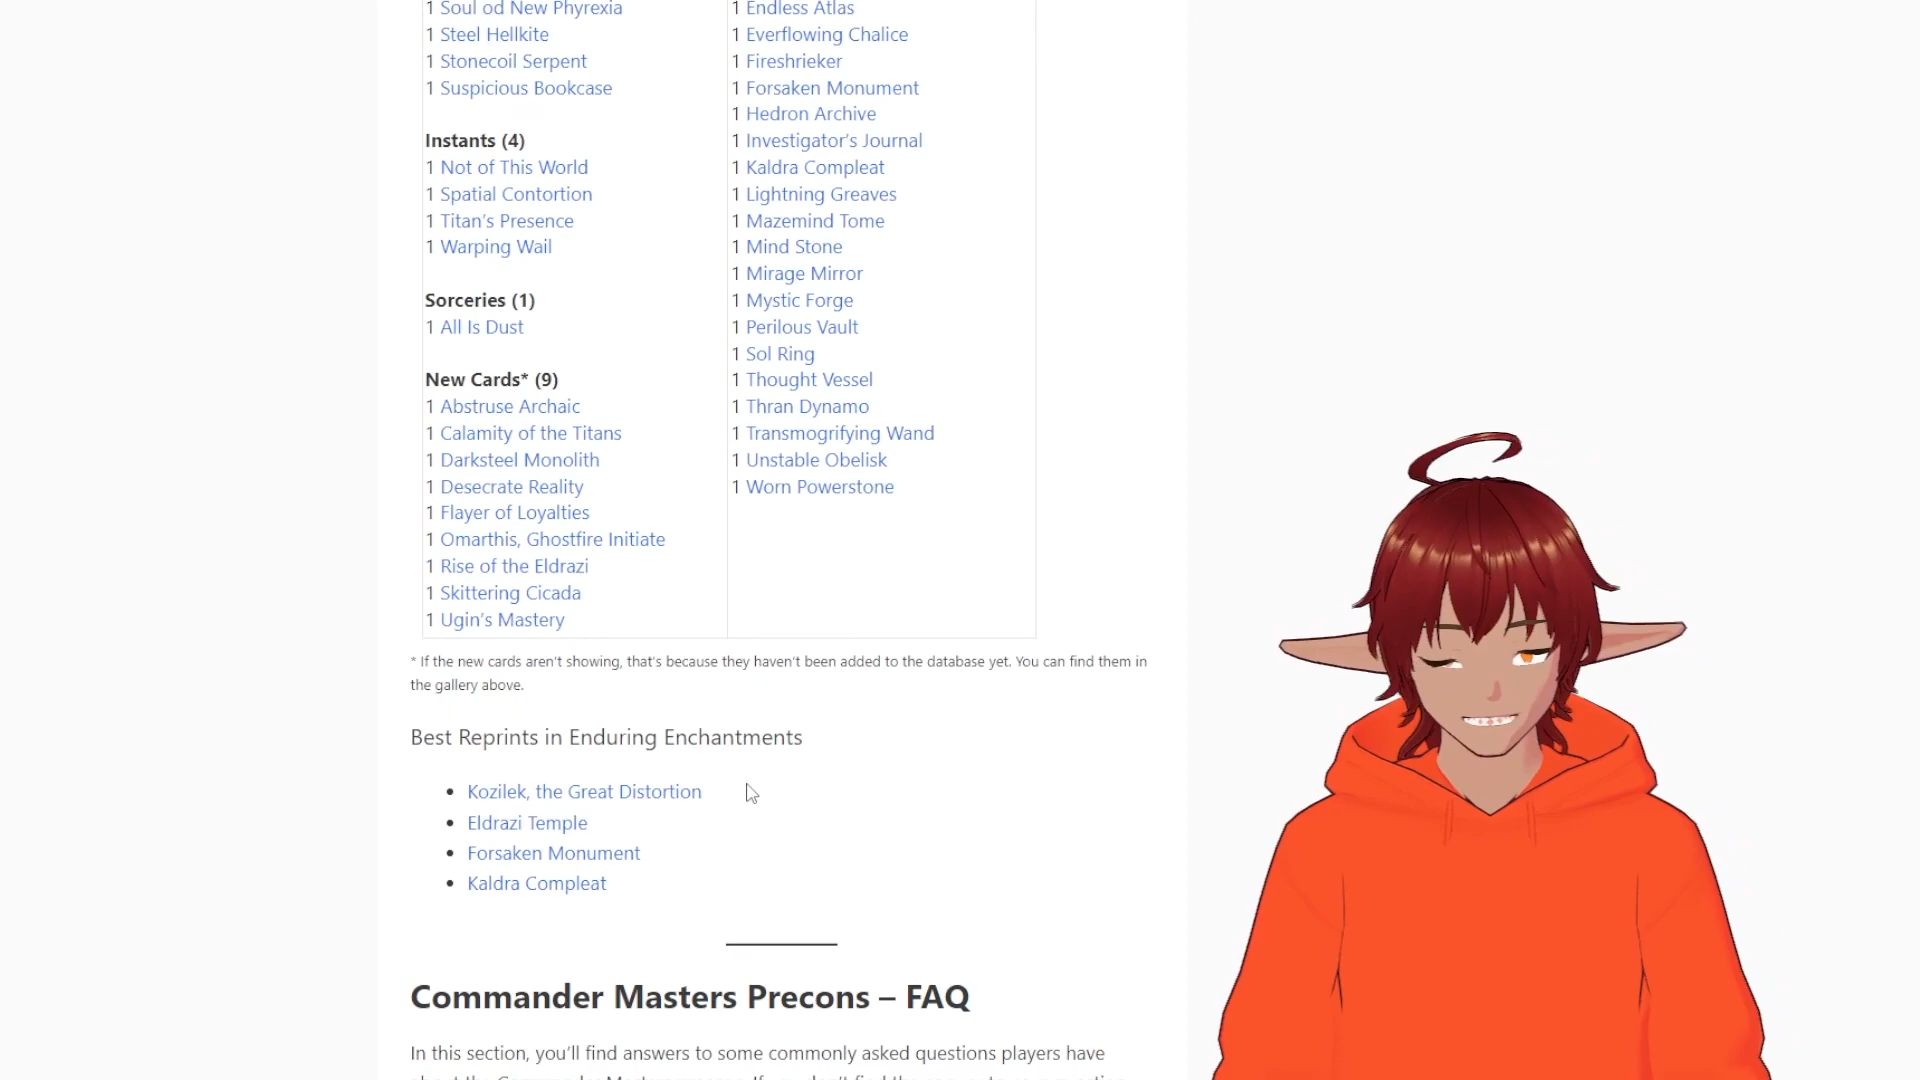 1 Soul od New Phyrexia
1 Steel Hellkite
1 Stonecoil Serpent
1 Suspicious Bookcase
Instants (4)
1 Not of This World
1 Spatial Contortion
1 Titan's Presence
1 Warping Wail
Sorceries (1)
1 All Is Dust
New Cards* (9)
1 Abstruse Archaic
1 Calamity of the Titans
1 Darksteel Monolith
1 Desecrate Reality
1 Flayer of Loyalties
1 Omarthis, Ghostfire Initiate
1 Rise of the Eldrazi
1 Skittering Cicada
1 Ugin's Mastery
1 Endless Atlas
1 Everflowing Chalice
1 Fireshrieker
1 Forsaken Monument
1 Hedron Archive
1 Investigator's Journal
1 Kaldra Compleat
1 Lightning Greaves
1 Mazemind Tome
1 Mind Stone
1 Mirage Mirror
1 Mystic Forge
1 Perilous Vault
1 Sol Ring
1 Thought Vessel
1 Thran Dynamo
1 Transmogrifying Wand
1 Unstable Obelisk
1 Worn Powerstone
* If the new cards aren't showing, that's because they haven't been added to the database yet. You can find them in
the gallery above.
Best Reprints in Enduring Enchantments
• Kozilek, the Great Distortion
• Eldrazi Temple
• Forsaken Monument
• Kaldra Compleat
Commander Masters Precons – FAQ
In this section, you'll find answers to some commonly asked questions players have